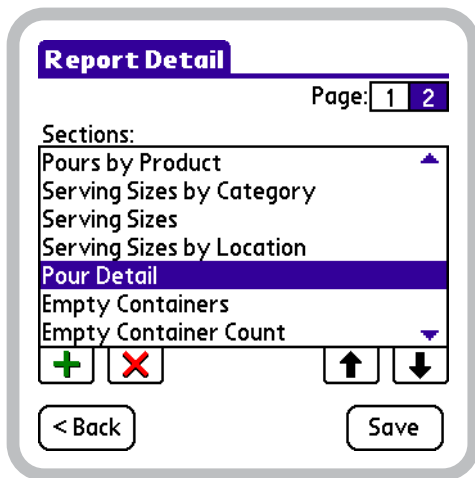 Report Detail
Page: 1 2
Sections:
Pours by Product
Serving Sizes by Category
Serving Sizes
Serving Sizes by Location
Pour Detail
Empty Containers
Empty Container Count
< Back Save